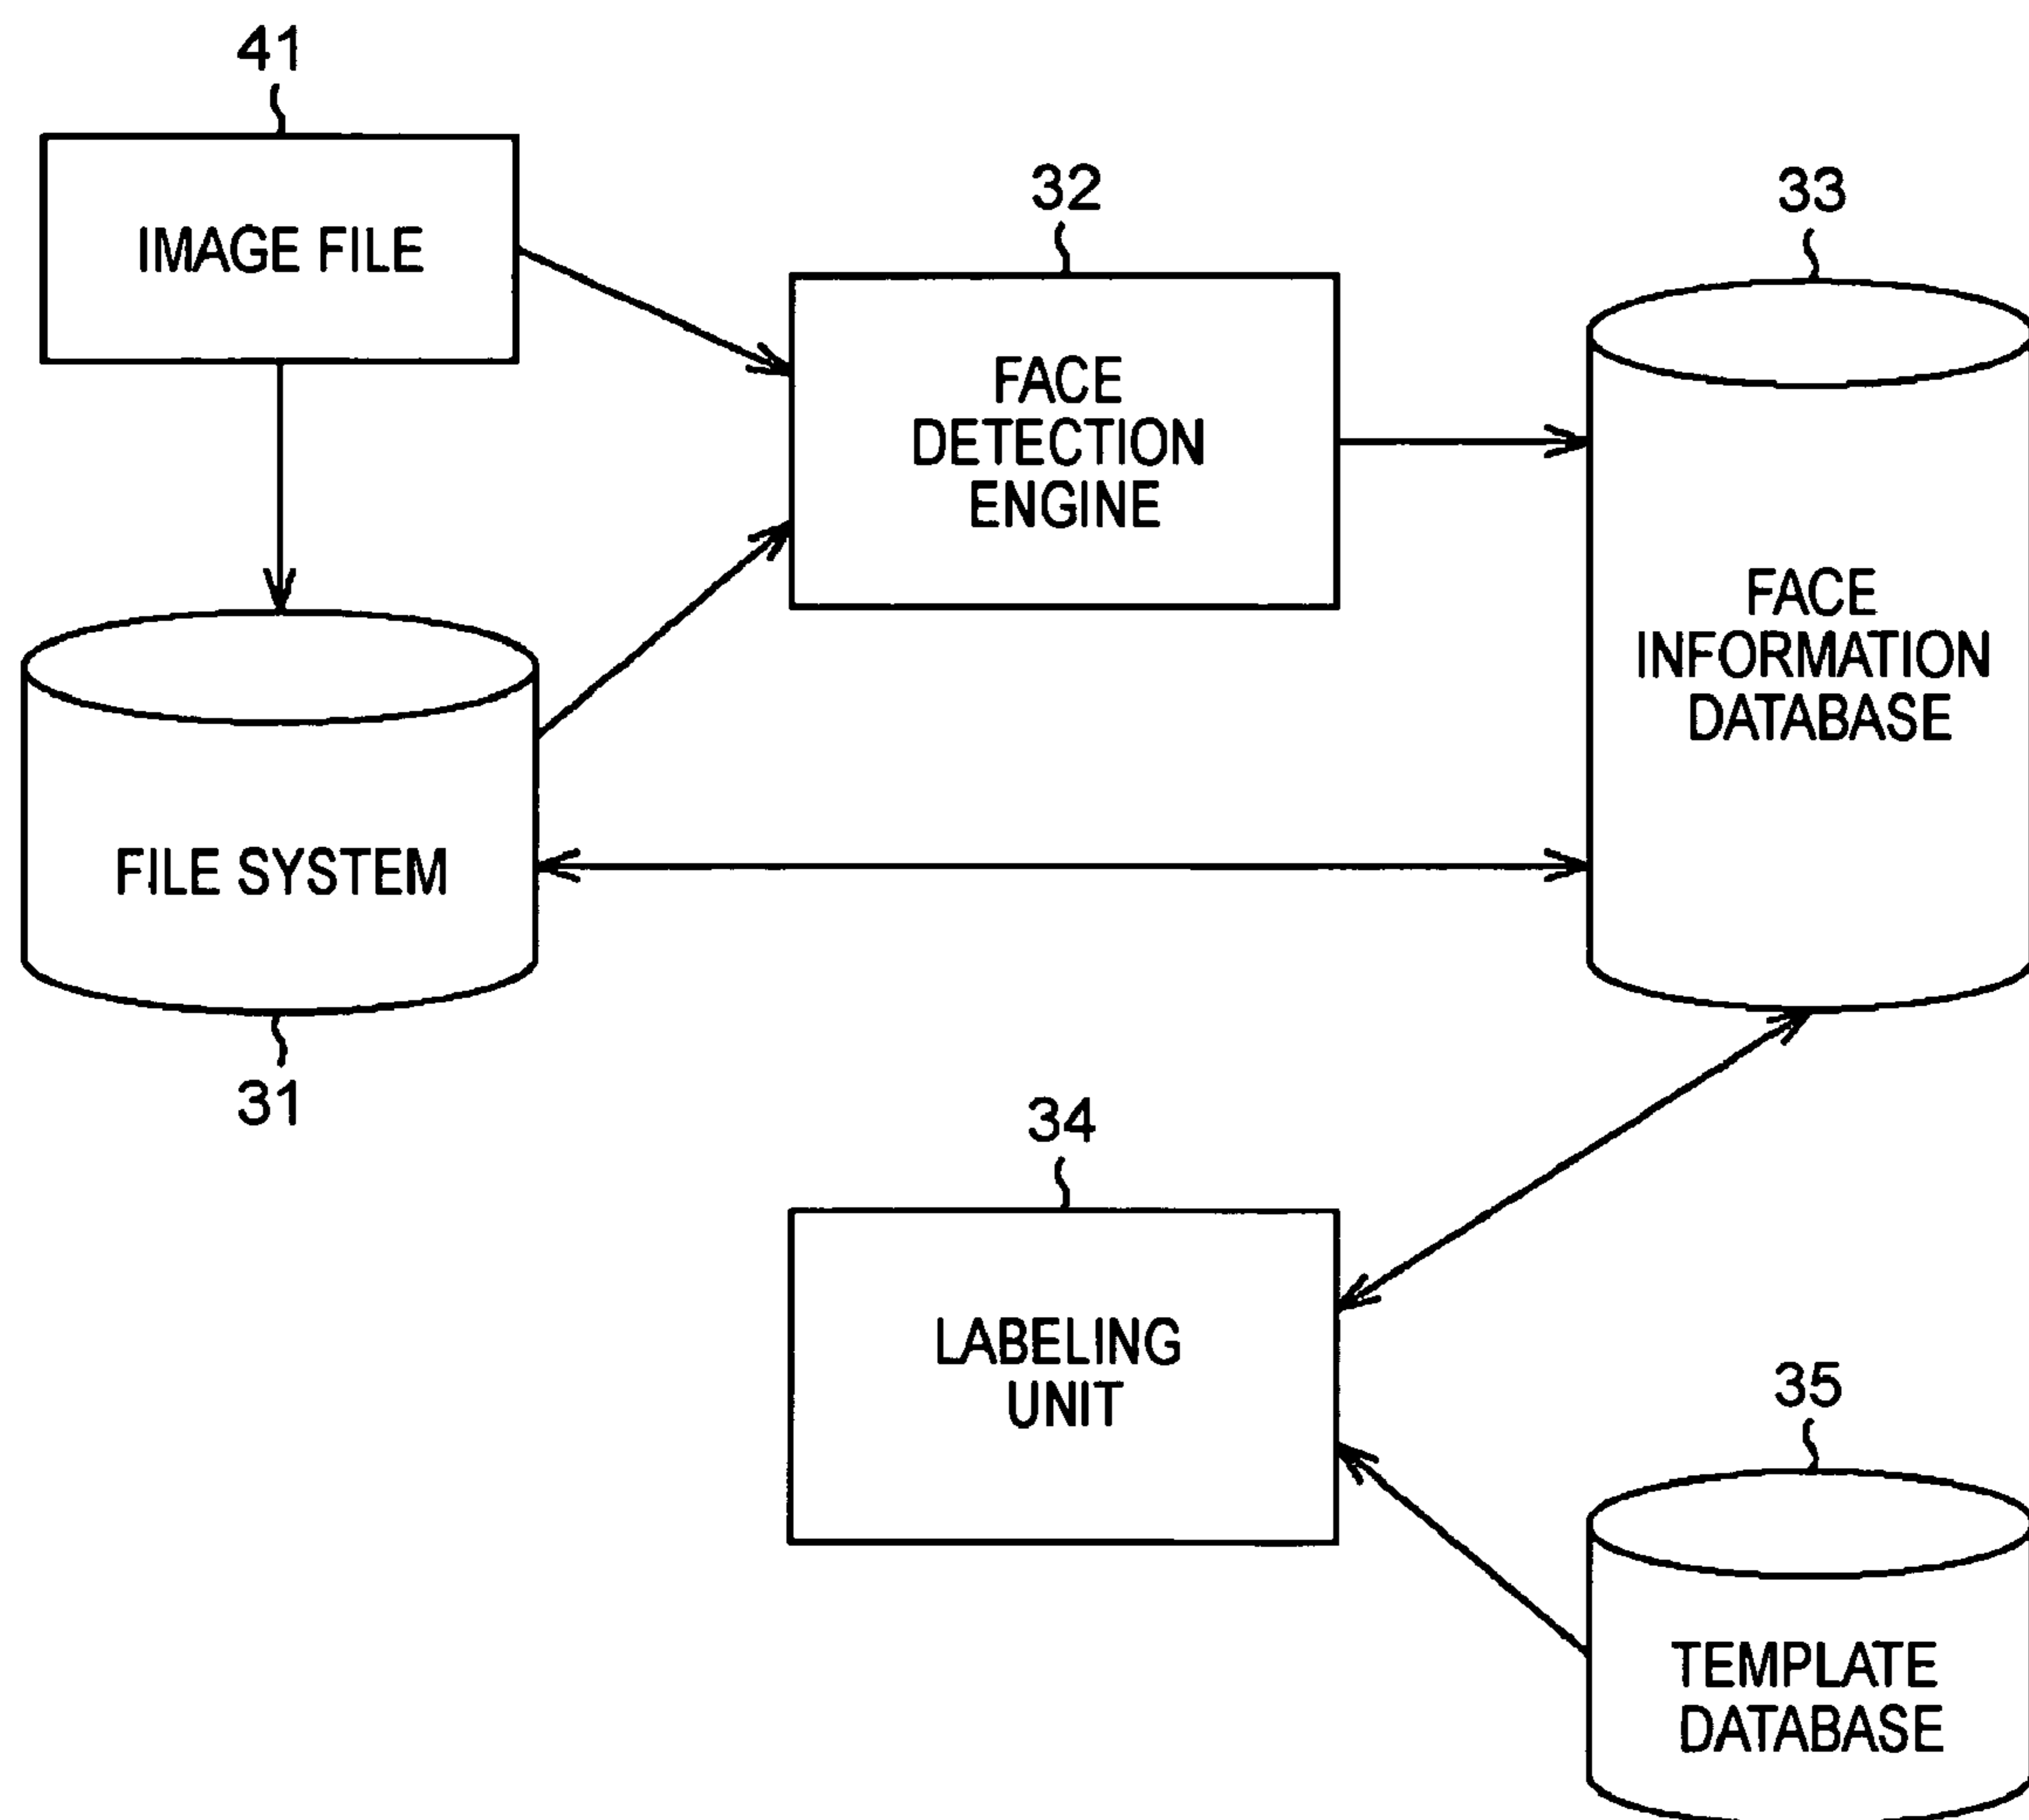 41
IMAGE FILE
32
FACE
DETECTION
ENGINE
33
FACE
INFORMATION
DATABASE
FILE SYSTEM
31
34
LABELING
UNIT
35
TEMPLATE
DATABASE